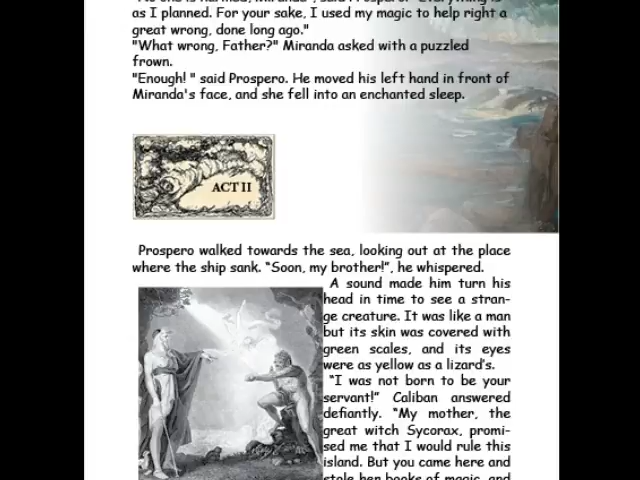 as I planned. For your sake, I used my magic to help right a
great wrong, done long ago."
"What wrong, Father?" Miranda asked with a puzzled
frown.
"Enough! " said Prospero. He moved his left hand in front of
Miranda's face, and she fell into an enchanted sleep.
ACT II
Prospero walked towards the sea, looking out at the place
where the ship sank. “Soon, my brother!”, he whispered.
A sound made him turn his
head in time to see a stran-
ge creature. It was like a man
but its skin was covered with
green scales, and its eyes
were as yellow as a lizard’s.
“I was not born to be your
servant!” Caliban answered
defiantly. “My mother, the
great witch Sycorax, promi-
sed me that I would rule this
island. But you came here and
stole her books of magic, and